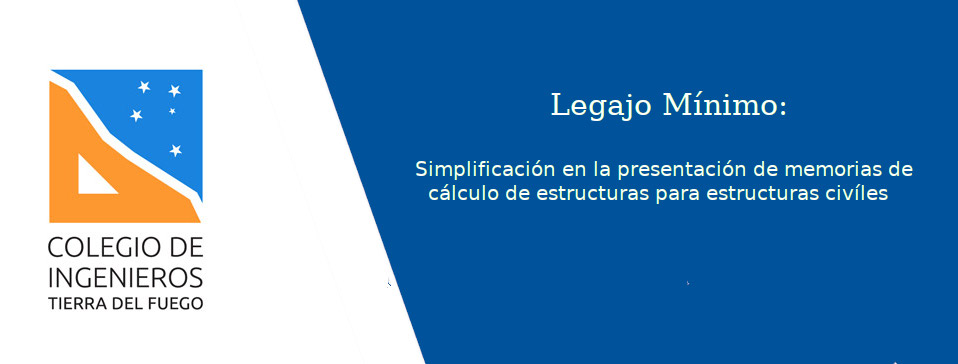 COLEGIO DE
INGENIEROS
TIERRA DEL FUEGO
Legajo Mínimo:
Simplificación en la presentación de memorias de
cálculo de estructuras para estructuras civíles